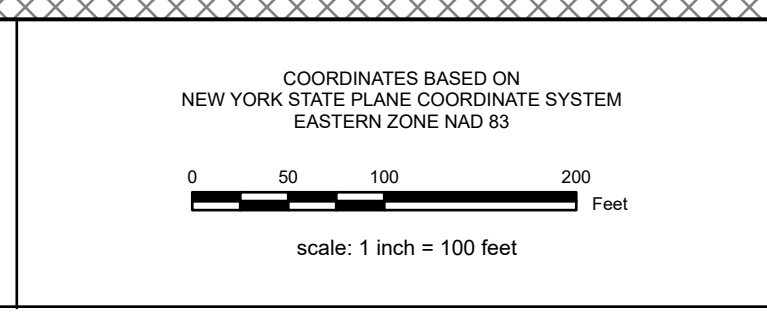 COORDINATES BASED ON
NEW YORK STATE PLANE COORDINATE SYSTEM
EASTERN ZONE NAD 83
0 50 100 200
Feet
scale: 1 inch = 100 feet